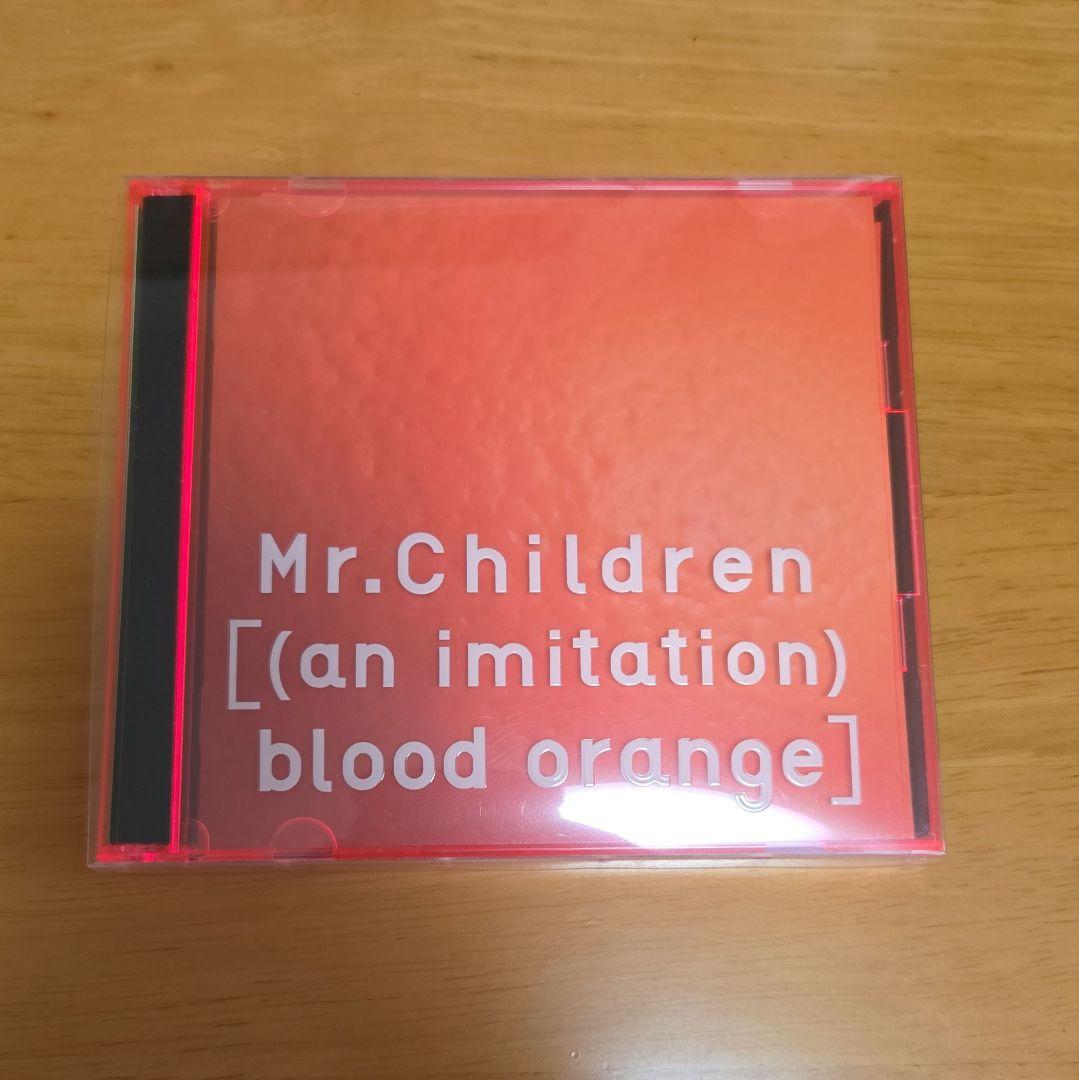 Mr.Children
[(an imitation)
blood orange]